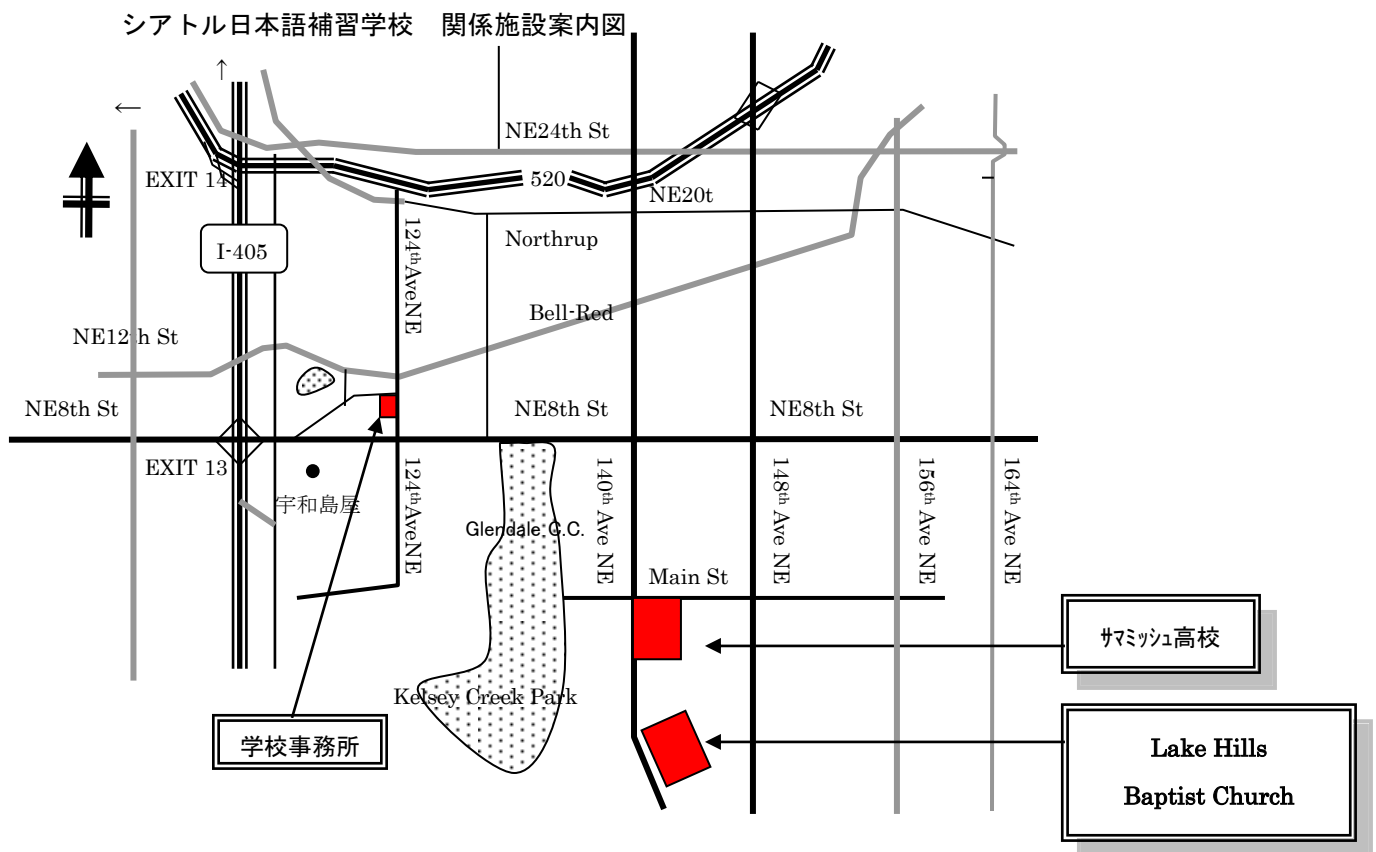 シアトル日本語補習学校　関係施設案内図
↑
←
NE24th St
EXIT 14
520
NE20t
124thAveNE
Northrup
I-405
Bell-Red
NE12th St
NE8th St
NE8th St
NE8th St
EXIT 13
宇和島屋
124thAveNE
Glendale C.C.
140th Ave NE
148th Ave NE
156th Ave NE
164th Ave NE
Main St
サマミッシュ高校
Kelsey Creek Park
学校事務所
Lake Hills
Baptist Church